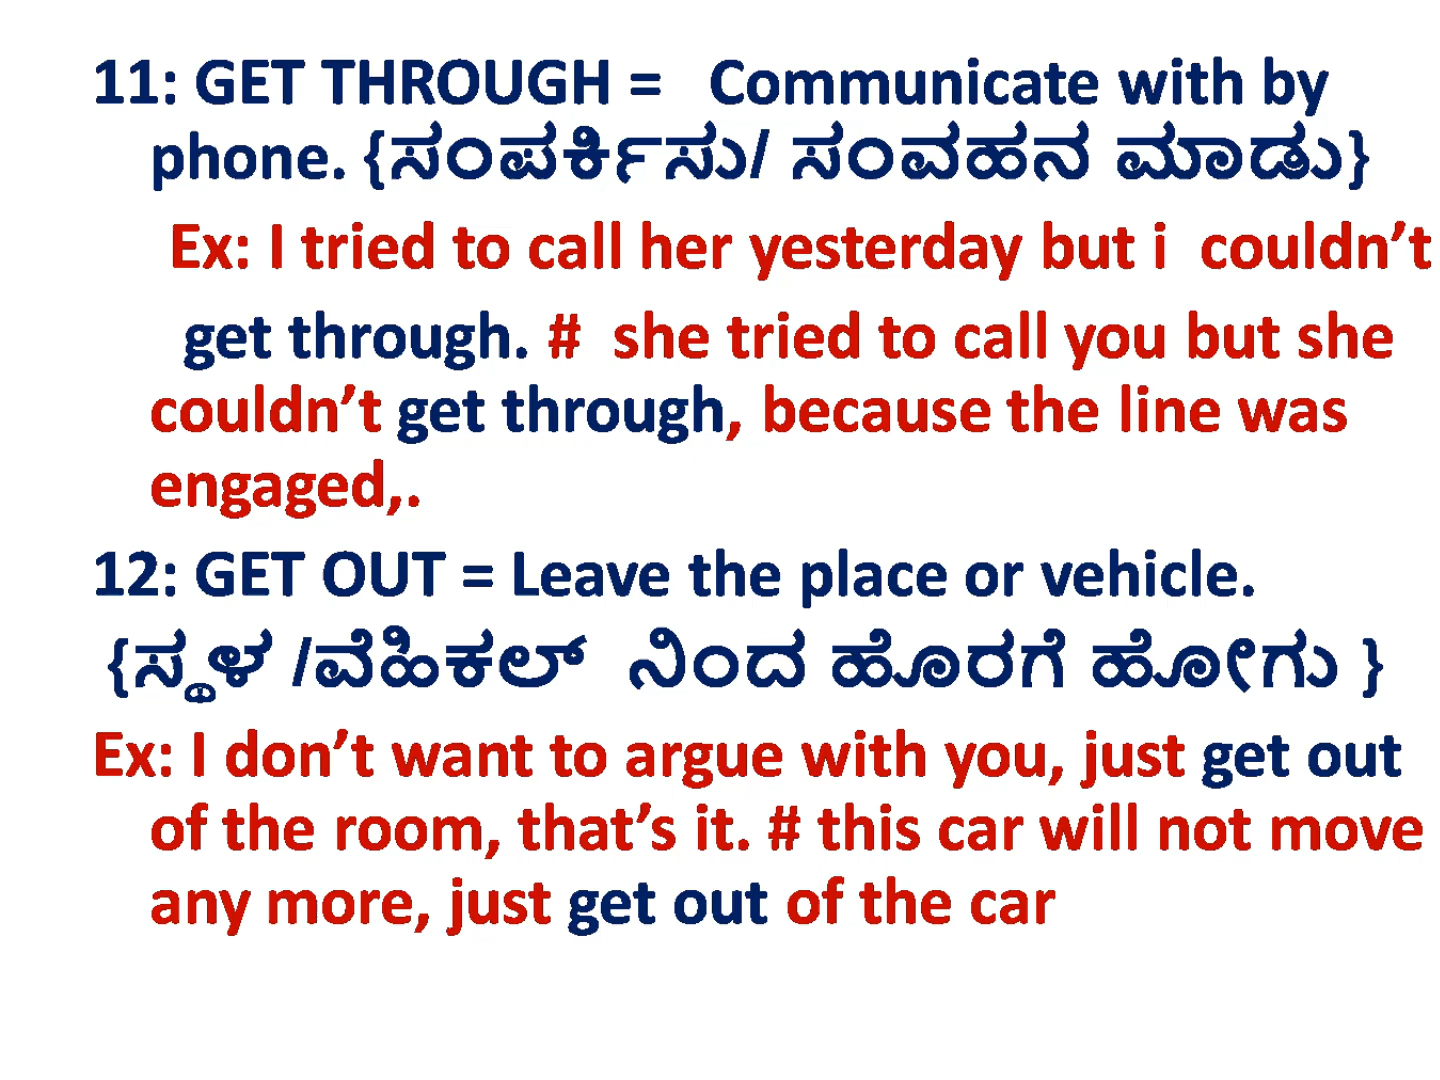 11: GET THROUGH =   Communicate with by
phone. {ಸಂಪರ್ಕಿಸು/ ಸಂವಹನ ಮಾಡು}
Ex: I tried to call her yesterday but i  couldn’t
get through. #  she tried to call you but she
couldn’t get through, because the line was
engaged,.
12: GET OUT = Leave the place or vehicle.
{ಸ್ಥಳ /ವೆಹಿಕಲ್  ನಿಂದ ಹೊರಗೆ ಹೋಗು }
Ex: I don’t want to argue with you, just get out
of the room, that’s it. # this car will not move
any more, just get out of the car